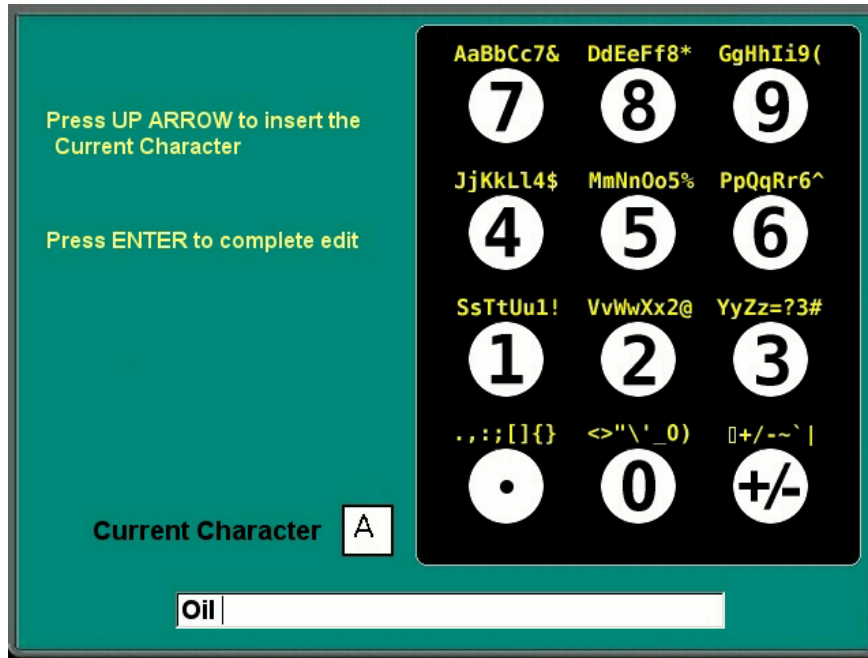 Press UP ARROW to insert the
Current Character
Press ENTER to complete edit
AaBbCc7& DdEeFf8* GgHhIi9(
7 8 9
JjKkLl4$ MmNnOo5% PpQqRr6^
4 5 6
SsTtUu1! VvWwXx2@ YyZz=?3#
1 2 3
.,:;[]{} <>"\'_0) ▯+/-~`|
• 0 +/-
Current Character A
Oil